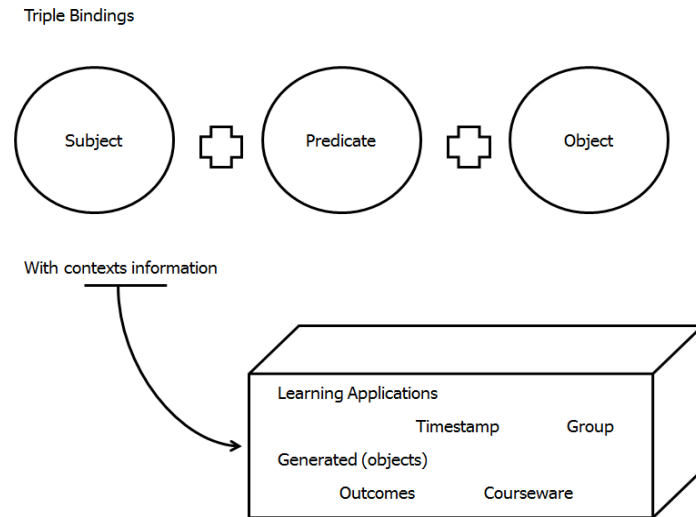 Triple Bindings
Subject Predicate Object
With contexts information
Learning Applications
Timestamp Group
Generated (objects)
Outcomes Courseware